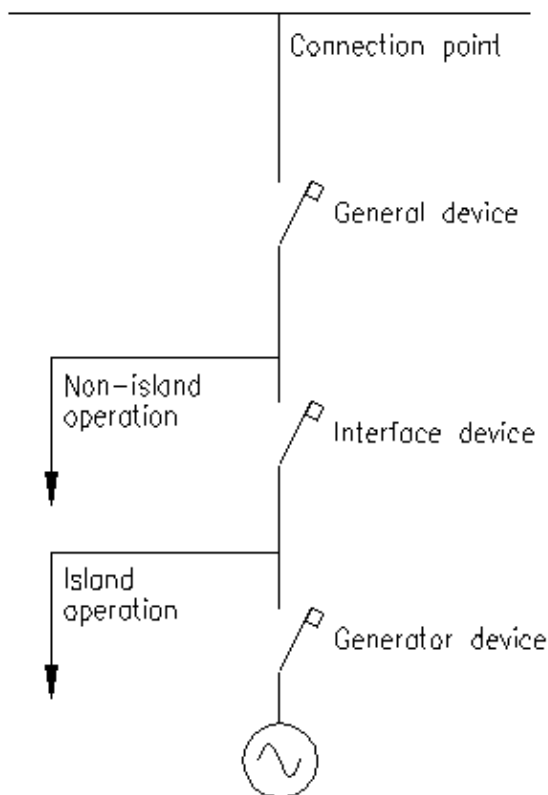 Connection point
General device
Non-island
operation
Interface device
Island
operation
Generator device